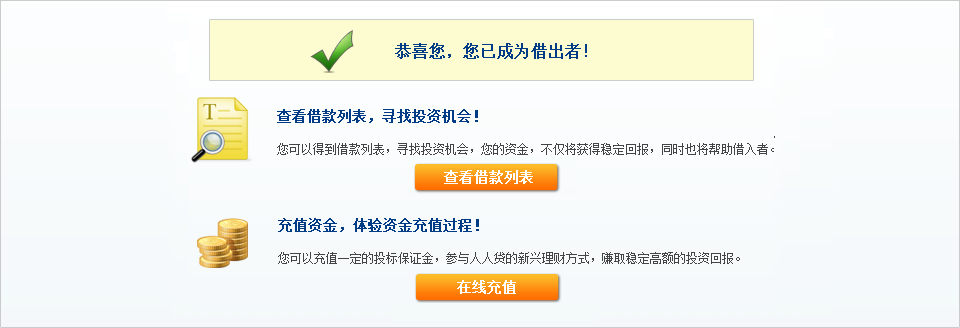 恭喜您，您已成为借出者！
T
查看借款列表，寻找投资机会！
您可以得到借款列表，寻找投资机会，您的资金，不仅将获得稳定回报，同时也将帮助借入者。
查看借款列表
充值资金，体验资金充值过程！
您可以充值一定的投标保证金，参与人人贷的新兴理财方式，赚取稳定高额的投资回报。
在线充值